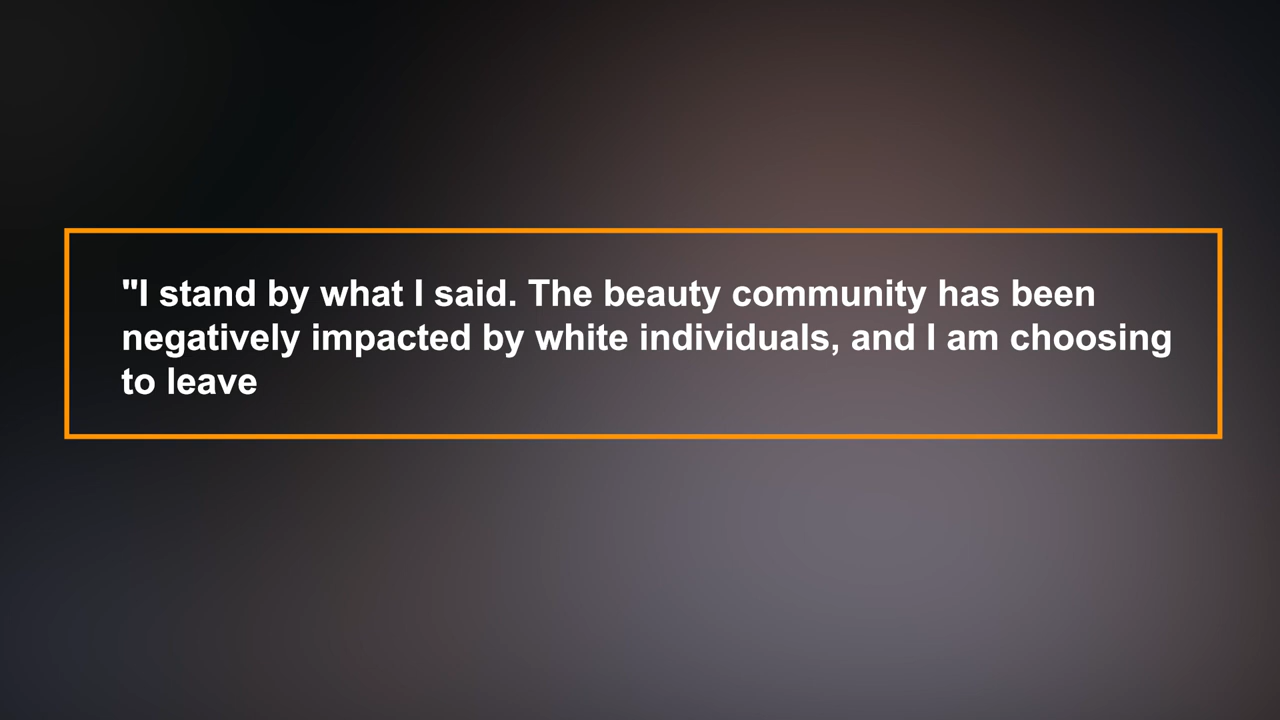 "I stand by what I said. The beauty community has been
negatively impacted by white individuals, and I am choosing
to leave